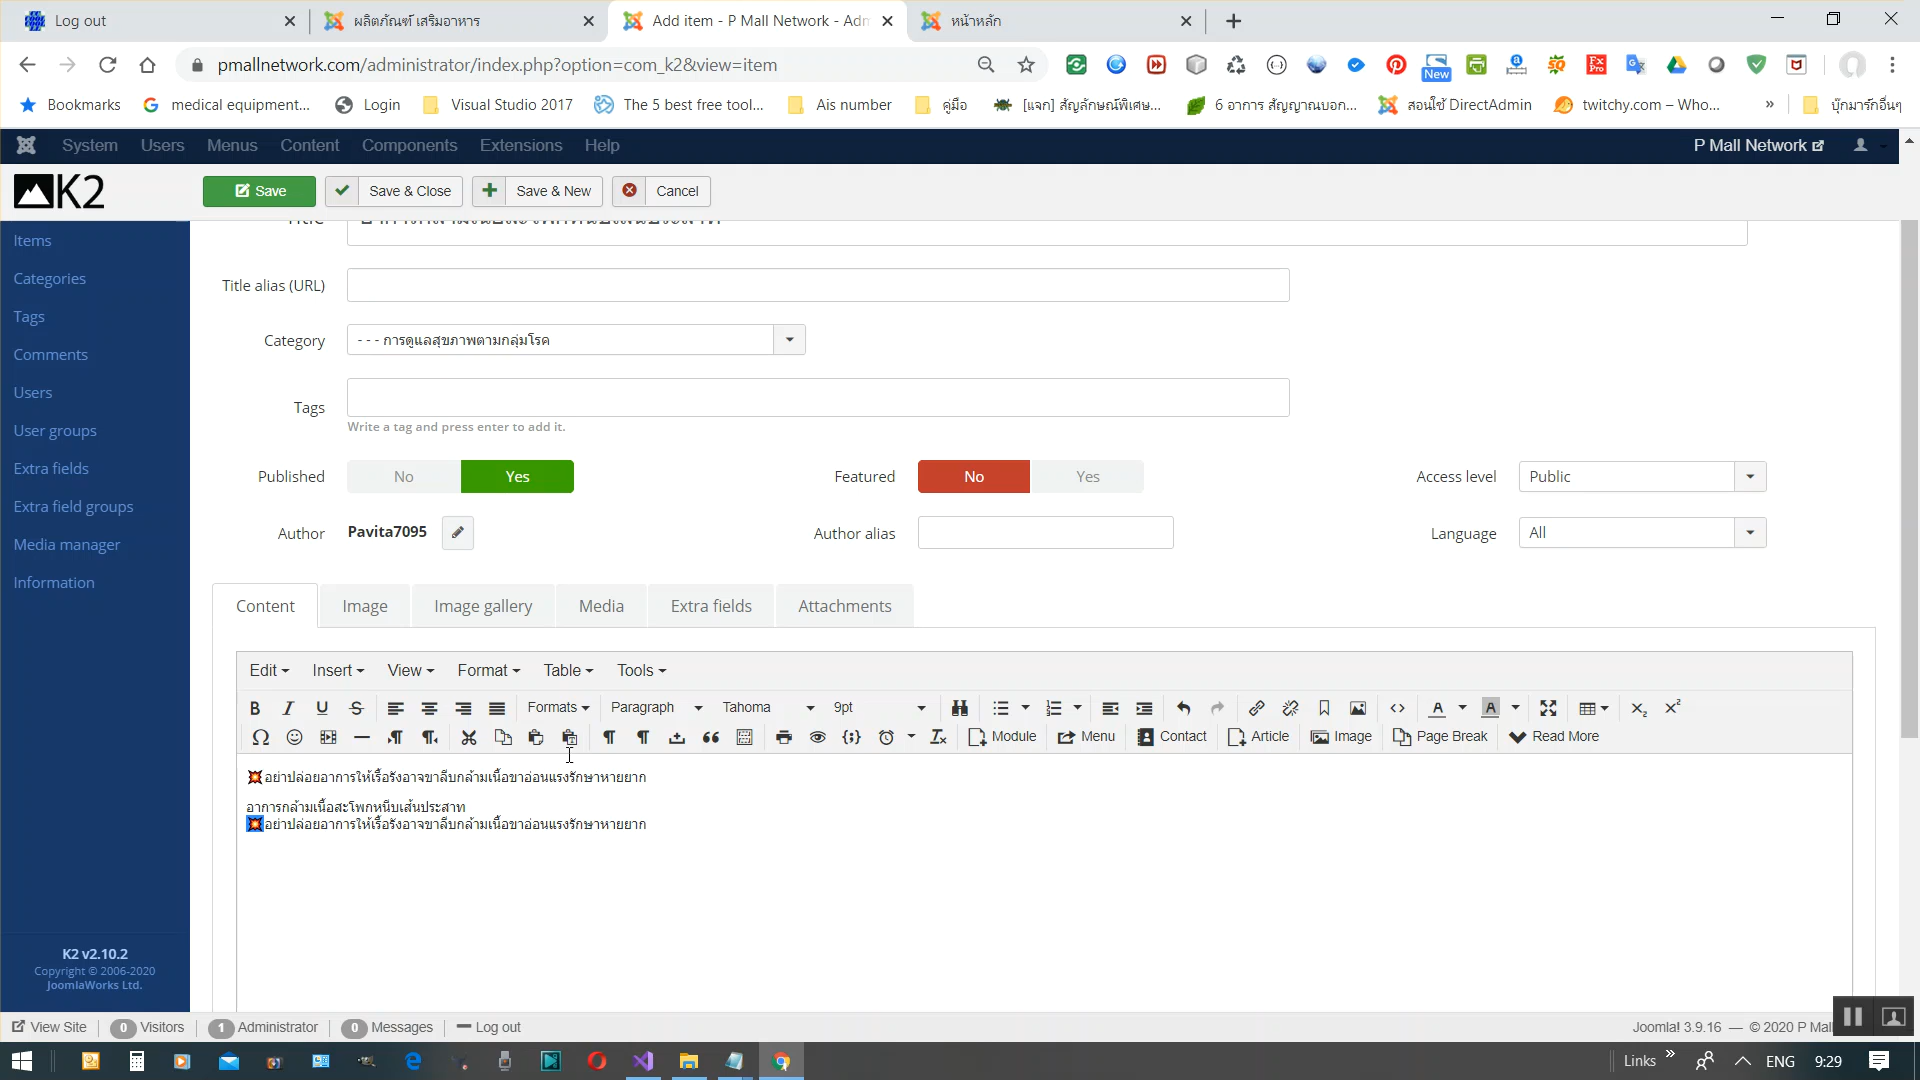 Log out
ผลิตภัณฑ์ เสริมอาหาร
Add item - P Mall Network - Adm
หน้าหลัก
pmallnetwork.com/administrator/index.php?option=com_k2&view=item
New
Bookmarks
medical equipment...
Login
Visual Studio 2017
The 5 best free tool...
Ais number
คู่มือ
[แจก] สัญลักษณ์พิเศษ...
6 อาการ สัญญาณบอก...
สอนใช้ DirectAdmin
twitchy.com – Who...
»
บุ๊กมาร์กอื่นๆ
System
Users
Menus
Content
Components
Extensions
Help
P Mall Network
K2
Save
Save & Close
Save & New
Cancel
Items
Categories
Tags
Comments
Users
User groups
Extra fields
Extra field groups
Media manager
Information
K2 v2.10.2
Copyright © 2006-2020
JoomlaWorks Ltd.
Title
Title alias (URL)
Category
- - - การดูแลสุขภาพตามกลุ่มโรค
Tags
Write a tag and press enter to add it.
Published
No
Yes
Featured
No
Yes
Access level
Public
Author
Pavita7095
Author alias
Language
All
Content
Image
Image gallery
Media
Extra fields
Attachments
Edit
Insert
View
Format
Table
Tools
Formats
Paragraph
Tahoma
9pt
Module
Menu
Contact
Article
Image
Page Break
Read More
💥อย่าปล่อยอาการให้เรื้อรังอาจขาลีบกล้ามเนื้อขาอ่อนแรงรักษาหายยาก
อาการกล้ามเนื้อสะโพกหนีบเส้นประสาท
💥อย่าปล่อยอาการให้เรื้อรังอาจขาลีบกล้ามเนื้อขาอ่อนแรงรักษาหายยาก
View Site
0 Visitors
1 Administrator
0 Messages
Log out
Joomla! 3.9.16 — © 2020 P Mal
Links
ENG
9:29